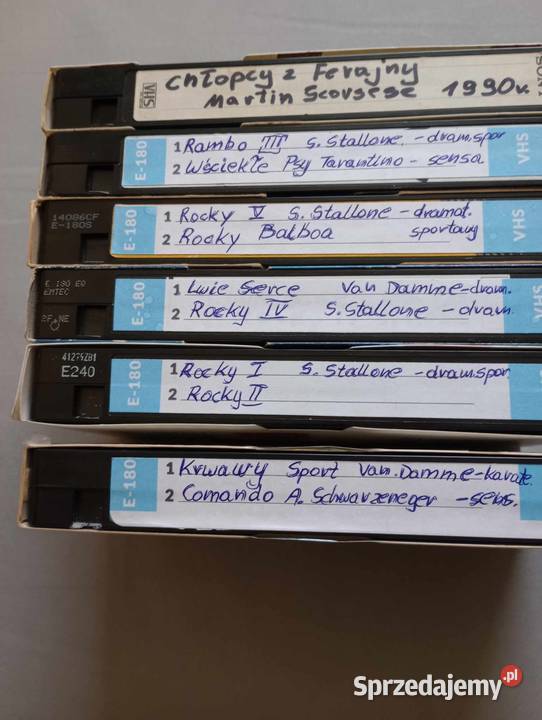 VHS
Chłopcy z Ferajny
Martin Scorsese 1990r.
SONY
E-180
1 Rambo III S. Stallone - dram.spor
2 Wściekłe Psy Tarantino - sensa
VHS
14086CF
E-180S
E-180
1 Rocky V S. Stallone - dramat.
2 Rocky Balboa sportowy
VHS
E 180 EQ
EMTEC
E-180
1 Lwie Serce Van Damme - dram.
2 Rocky IV S. Stallone - dram
41275ZB1
E240
E-180
1 Rocky I S. Stallone - dram.spor
2 Rocky II
E-180
1 Krwawy Sport Van.Damme - karate.
2 Comando A. Schwarzeneger - sens.
Sprzedajemy.pl